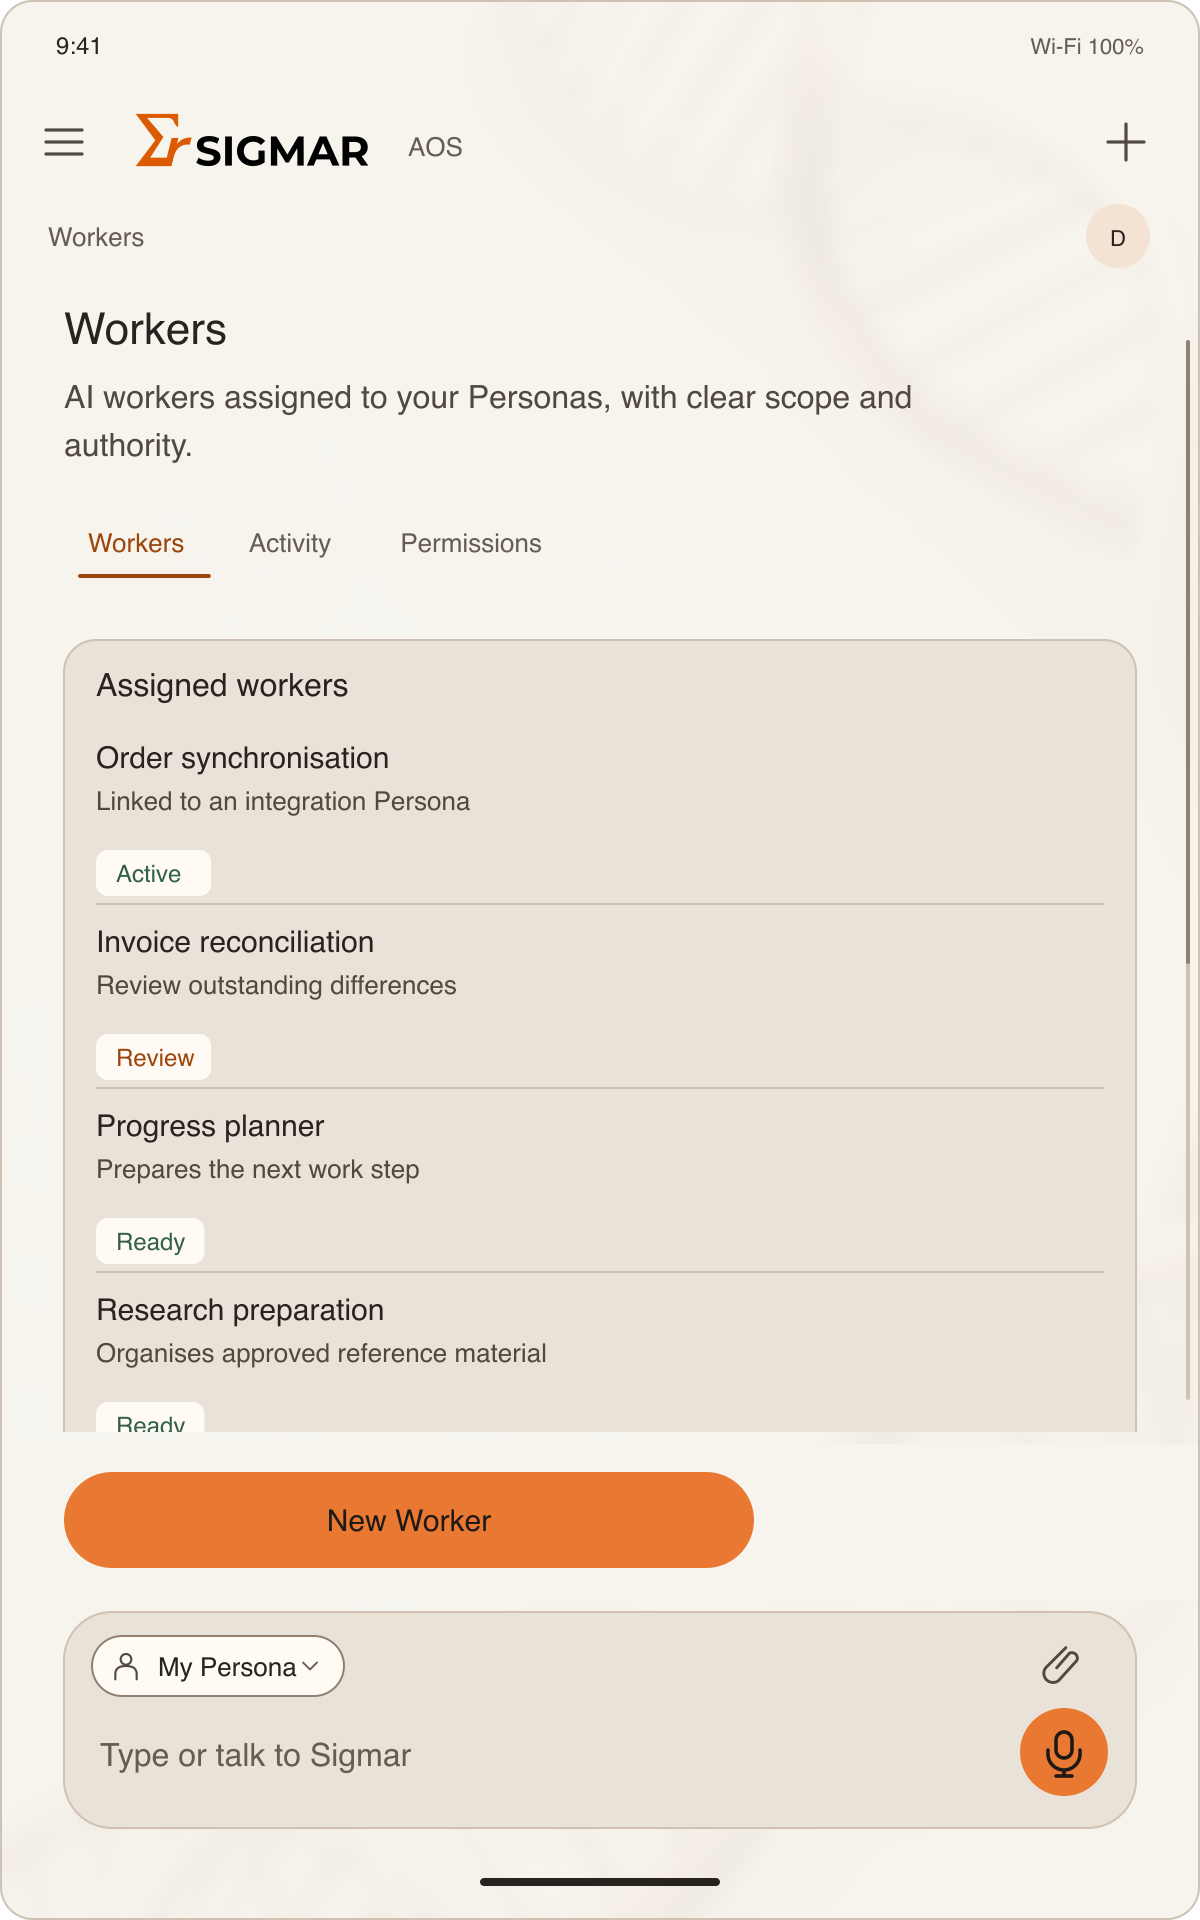 9:41
Wi-Fi 100%
Σr SIGMAR AOS
Workers
D
Workers
AI workers assigned to your Personas, with clear scope and
authority.
Workers Activity Permissions
Assigned workers
Order synchronisation
Linked to an integration Persona
Active
Invoice reconciliation
Review outstanding differences
Review
Progress planner
Prepares the next work step
Ready
Research preparation
Organises approved reference material
Ready
New Worker
My Persona
Type or talk to Sigmar